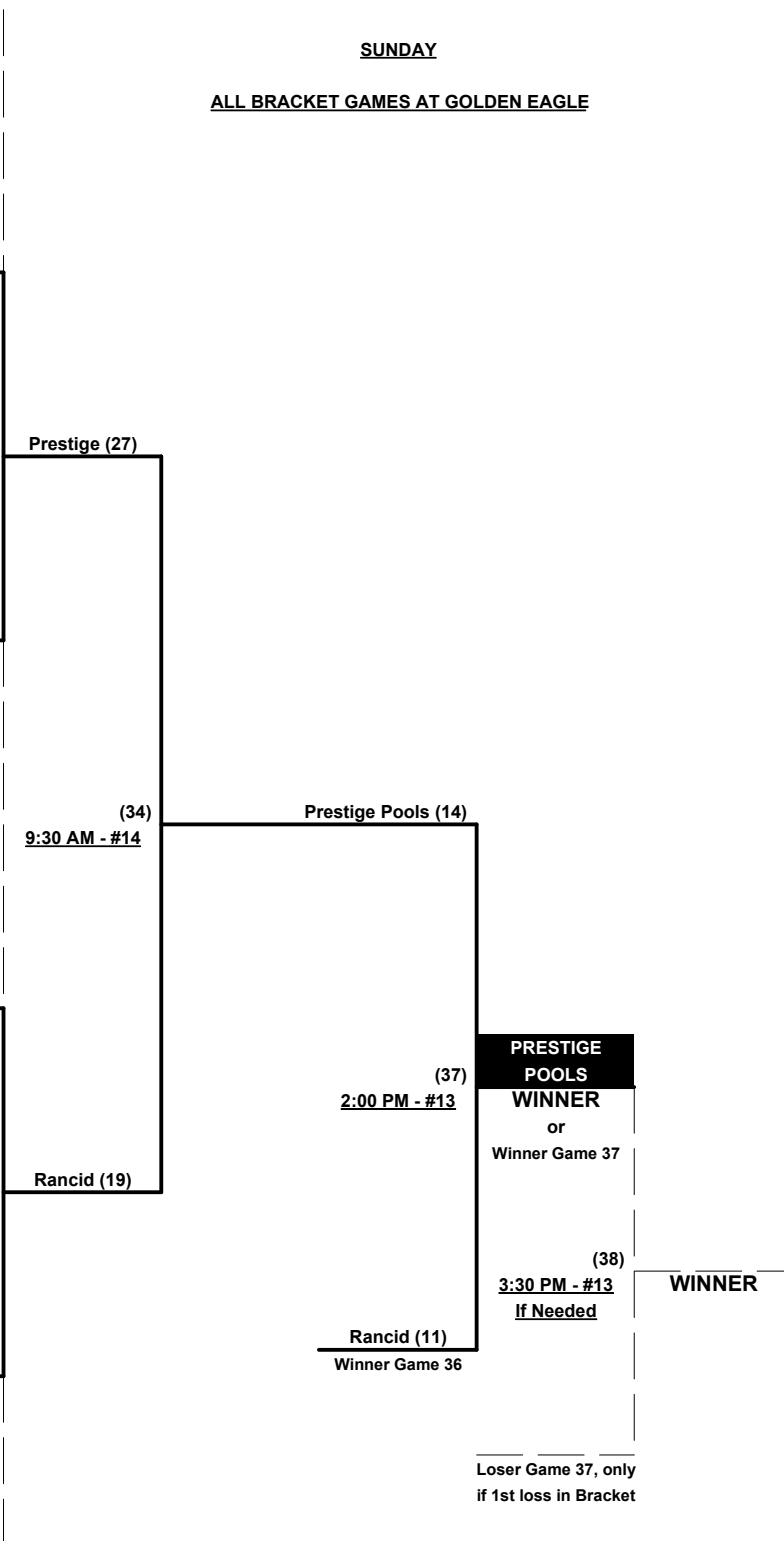 SUNDAY
ALL BRACKET GAMES AT GOLDEN EAGLE
Prestige (27)
(34)
9:30 AM - #14
Prestige Pools (14)
PRESTIGE
POOLS
(37)
2:00 PM - #13
WINNER
or
Winner Game 37
Rancid (19)
(38)
3:30 PM - #13
If Needed
WINNER
Rancid (11)
Winner Game 36
Loser Game 37, only
if 1st loss in Bracket